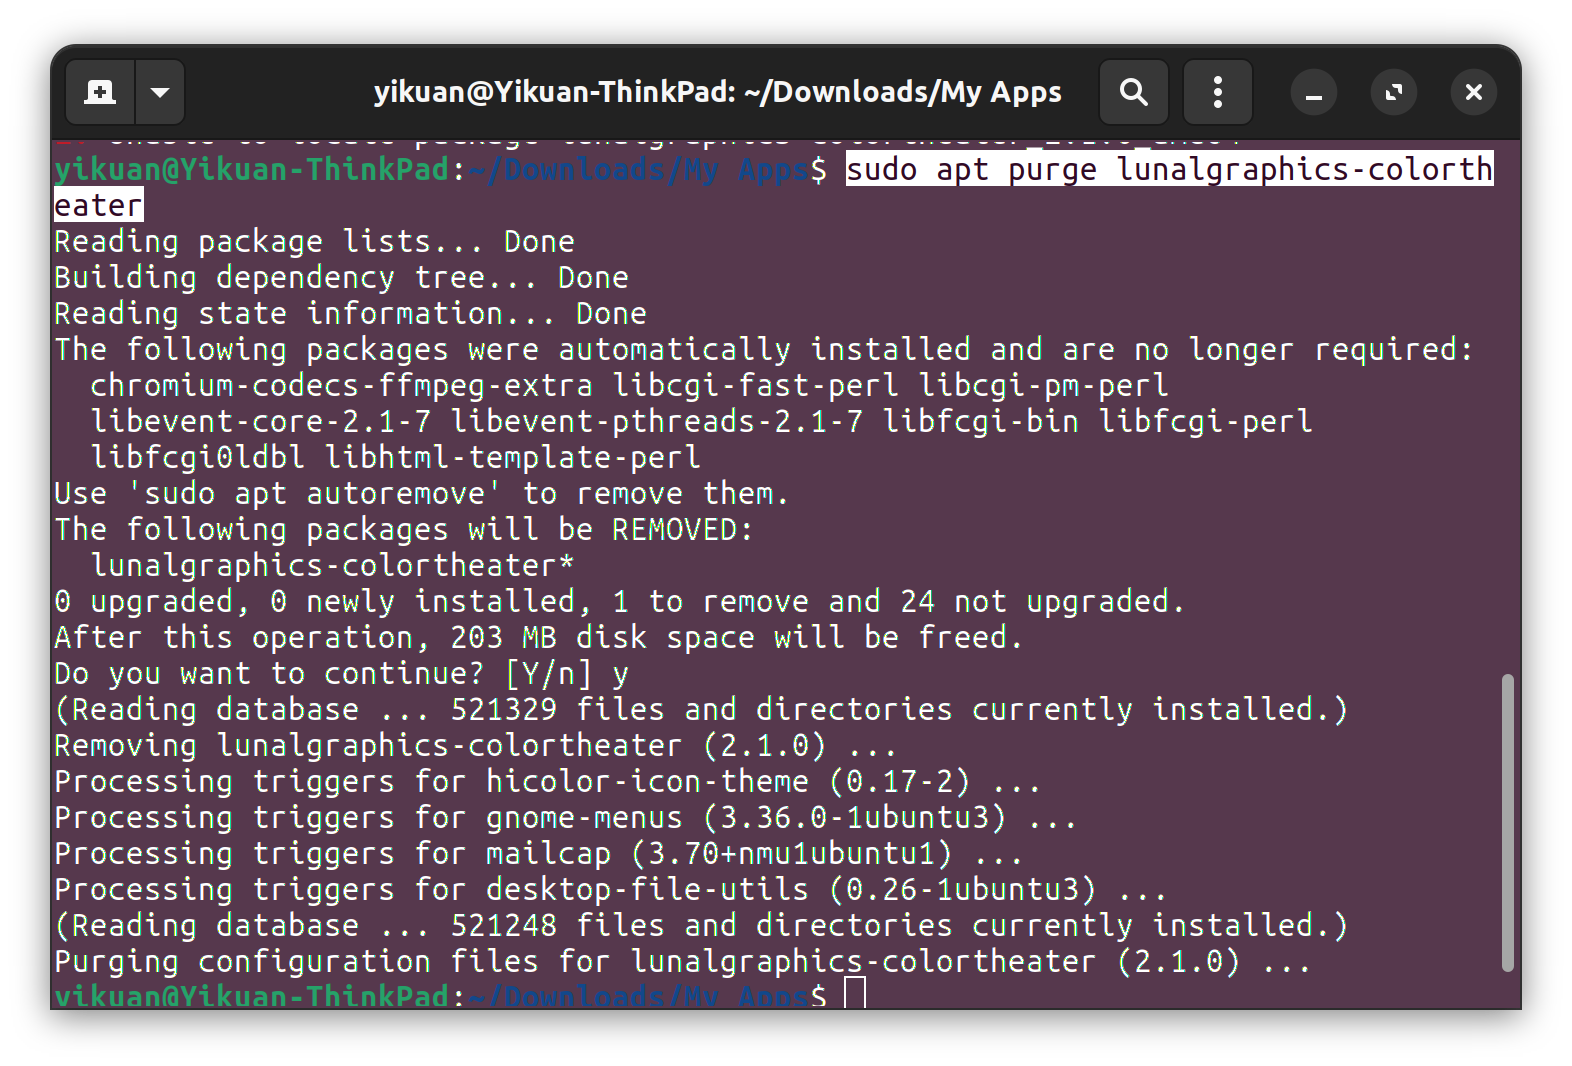 yikuan@Yikuan-ThinkPad: ~/Downloads/My Apps
yikuan@Yikuan-ThinkPad:~/Downloads/My Apps$ sudo apt purge lunalgraphics-colorth
eater
Reading package lists... Done
Building dependency tree... Done
Reading state information... Done
The following packages were automatically installed and are no longer required:
  chromium-codecs-ffmpeg-extra libcgi-fast-perl libcgi-pm-perl
  libevent-core-2.1-7 libevent-pthreads-2.1-7 libfcgi-bin libfcgi-perl
  libfcgi0ldbl libhtml-template-perl
Use 'sudo apt autoremove' to remove them.
The following packages will be REMOVED:
  lunalgraphics-colortheater*
0 upgraded, 0 newly installed, 1 to remove and 24 not upgraded.
After this operation, 203 MB disk space will be freed.
Do you want to continue? [Y/n] y
(Reading database ... 521329 files and directories currently installed.)
Removing lunalgraphics-colortheater (2.1.0) ...
Processing triggers for hicolor-icon-theme (0.17-2) ...
Processing triggers for gnome-menus (3.36.0-1ubuntu3) ...
Processing triggers for mailcap (3.70+nmu1ubuntu1) ...
Processing triggers for desktop-file-utils (0.26-1ubuntu3) ...
(Reading database ... 521248 files and directories currently installed.)
Purging configuration files for lunalgraphics-colortheater (2.1.0) ...
yikuan@Yikuan-ThinkPad:~/Downloads/My Apps$